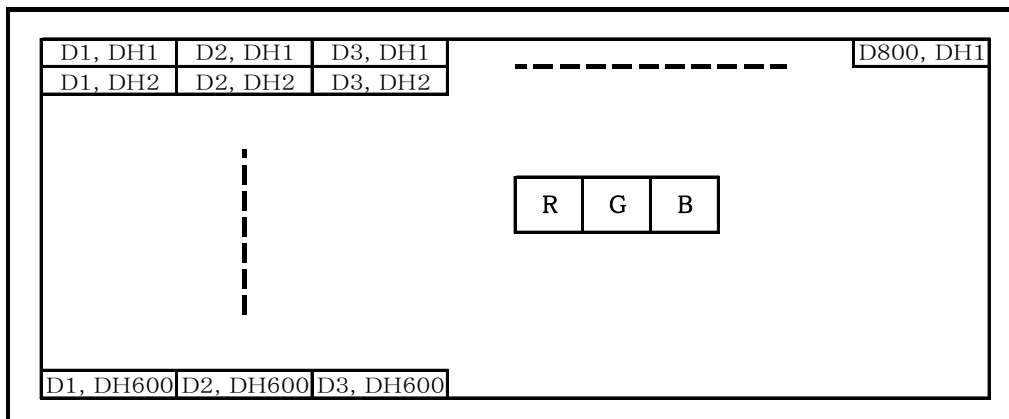 D1, DH1 D2, DH1 D3, DH1 D800, DH1
D1, DH2 D2, DH2 D3, DH2
R G B
D1, DH600 D2, DH600 D3, DH600